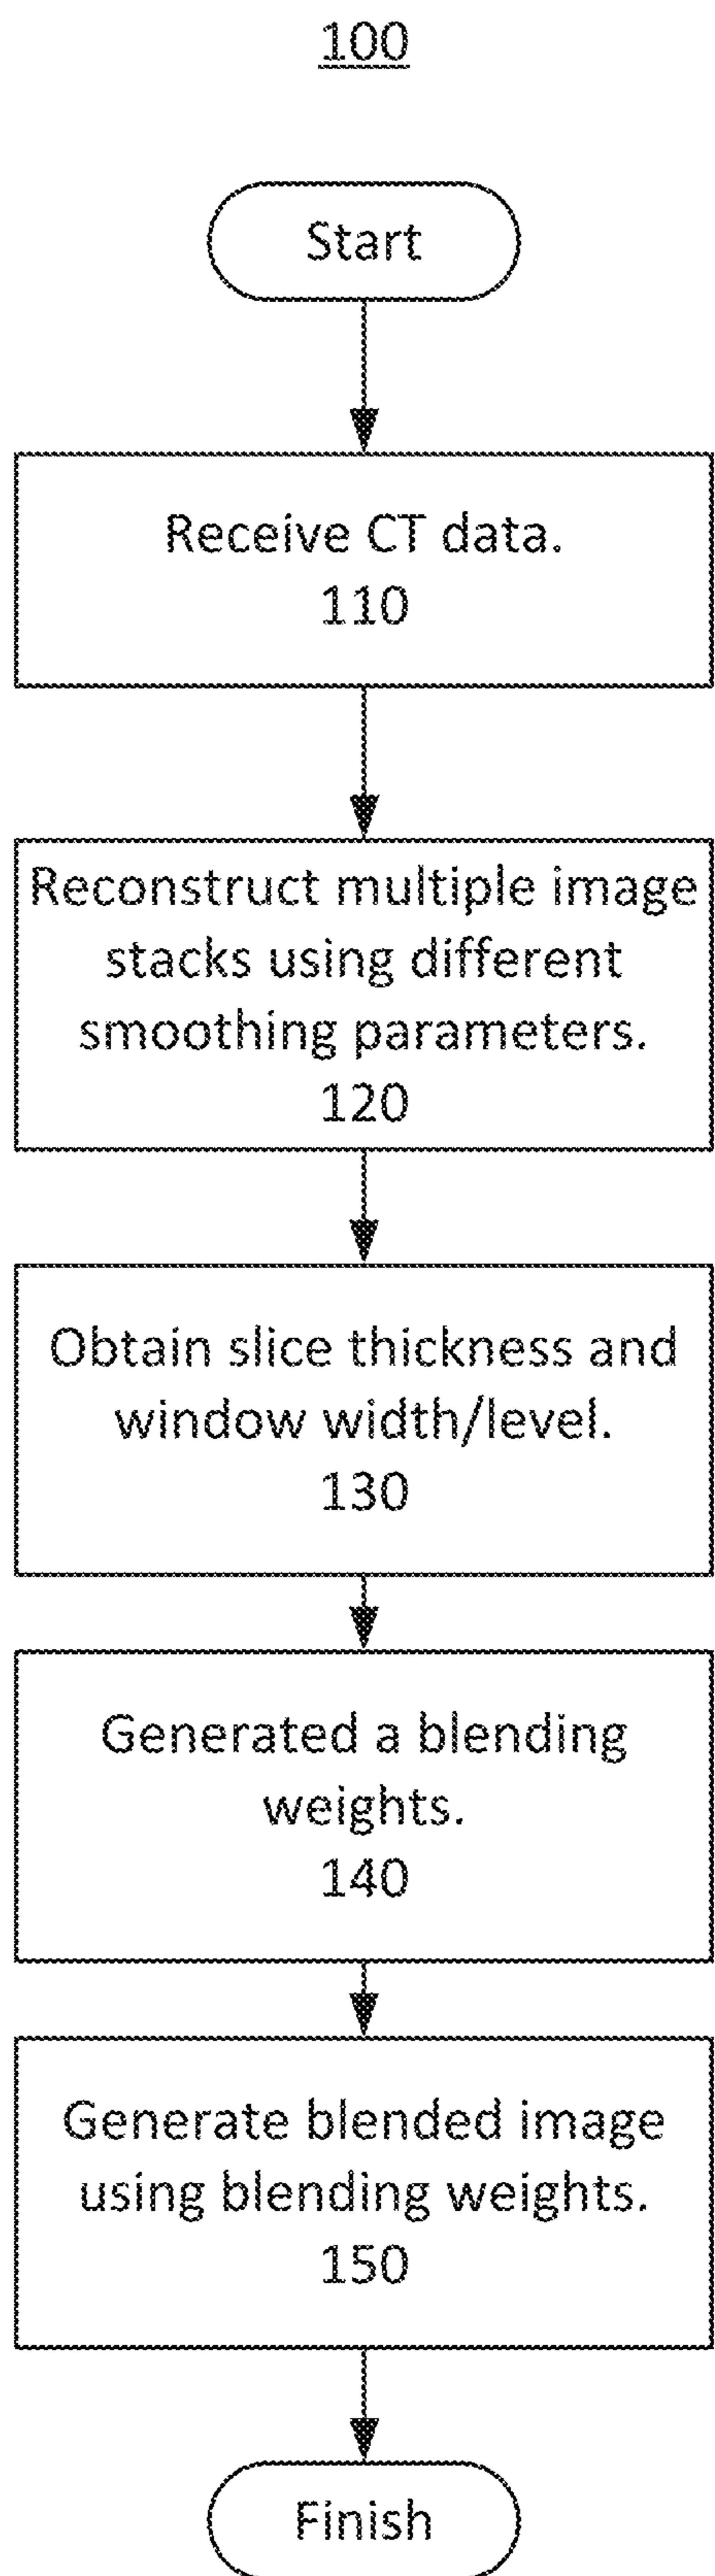 100
Start
Receive CT data.
110
Reconstruct multiple image
stacks using different
smoothing parameters.
120
Obtain slice thickness and
window width/level.
130
Generated a blending
weights.
140
Generate blended image
using blending weights.
150
Finish